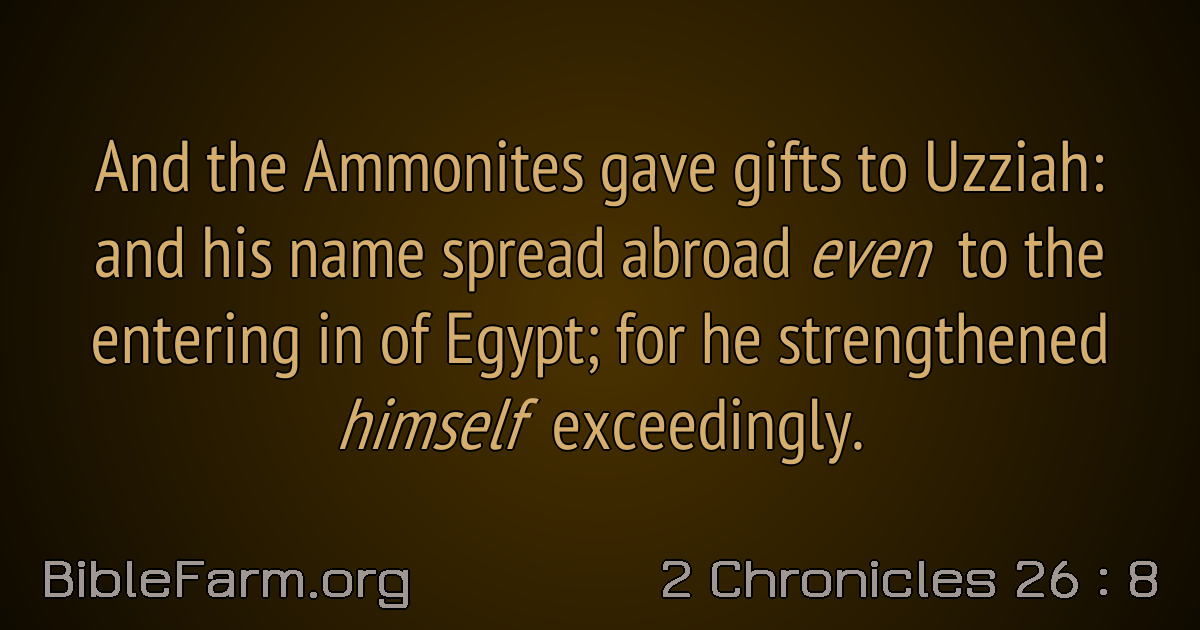 And the Ammonites gave gifts to Uzziah:
and his name spread abroad even to the
entering in of Egypt; for he strengthened
himself exceedingly.
BibleFarm.org
2 Chronicles 26 : 8